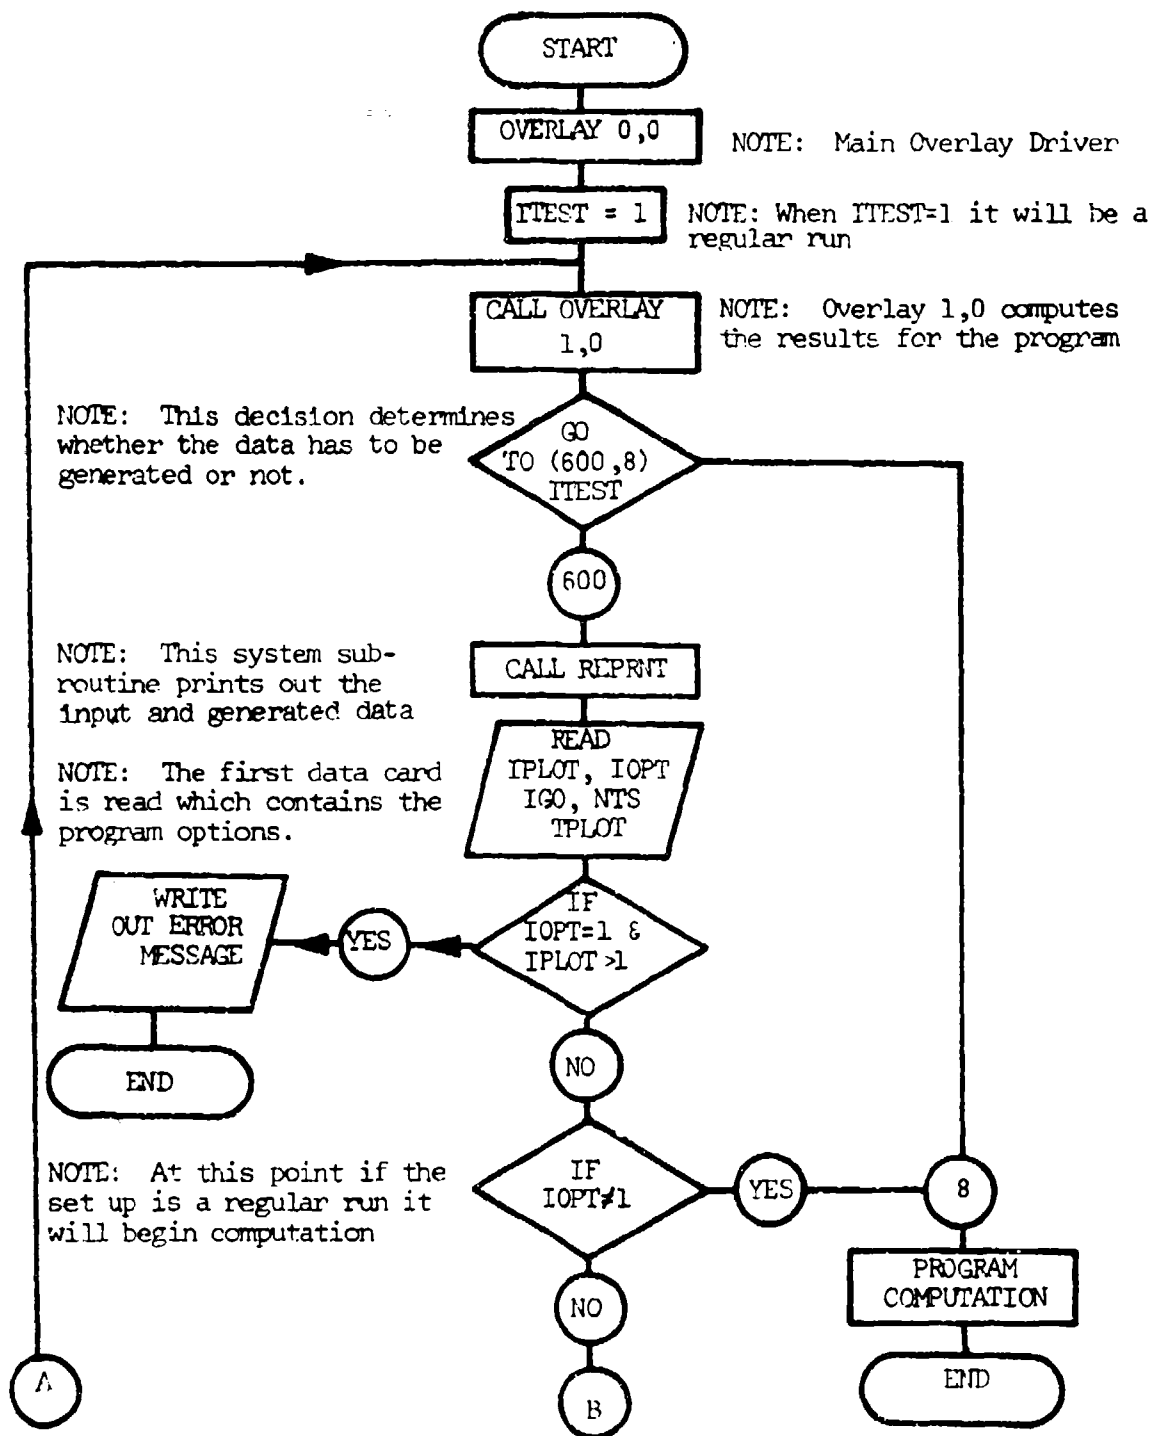 START
OVERLAY 0,0
NOTE: Main Overlay Driver
ITEST = 1
NOTE: When ITEST=1 it will be a
regular run
CALL OVERLAY
1,0
NOTE: Overlay 1,0 computes
the results for the program
NOTE: This decision determines
whether the data has to be
generated or not.
GO
TO (600,8)
ITEST
600
NOTE: This system sub-
routine prints out the
input and generated data
CALL REPRNT
NOTE: The first data card
is read which contains the
program options.
READ
IPLOT, IOPT
IGO, NTS
TPLOT
WRITE
OUT ERROR
MESSAGE
YES
IF
IOPT=1 &
IPLOT >1
END
NO
NOTE: At this point if the
set up is a regular run it
will begin computation
IF
IOPT≠1
YES
8
NO
PROGRAM
COMPUTATION
END
A
B